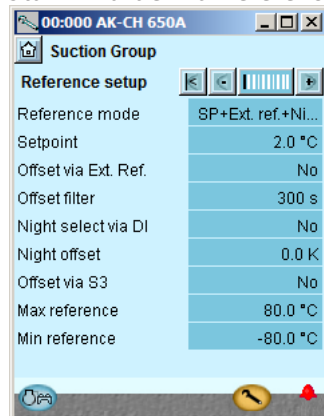 00:000 AK-CH 650A
Suction Group
Reference setup
Reference mode SP+Ext. ref.+Ni...
Setpoint 2.0 °C
Offset via Ext. Ref. No
Offset filter 300 s
Night select via DI No
Night offset 0.0 K
Offset via S3 No
Max reference 80.0 °C
Min reference -80.0 °C